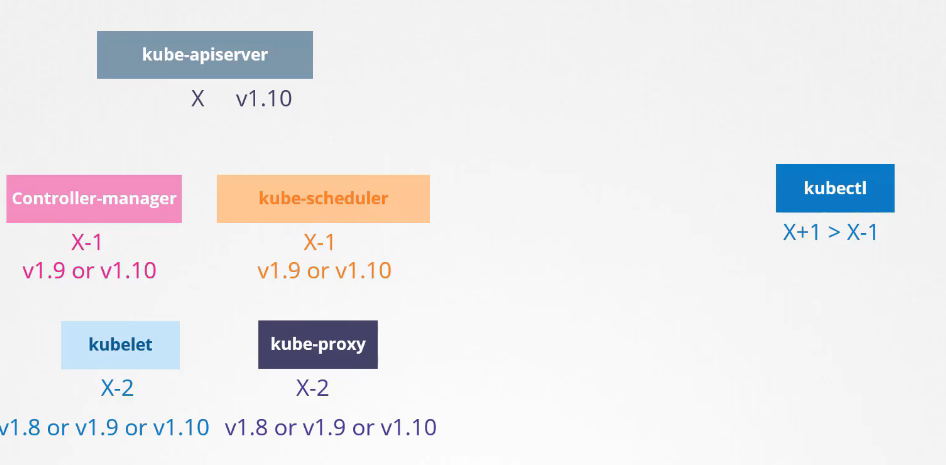 kube-apiserver
X v1.10
Controller-manager
kube-scheduler
kubectl
X-1
X-1
X+1 > X-1
v1.9 or v1.10
v1.9 or v1.10
kubelet
kube-proxy
X-2
X-2
v1.8 or v1.9 or v1.10
v1.8 or v1.9 or v1.10